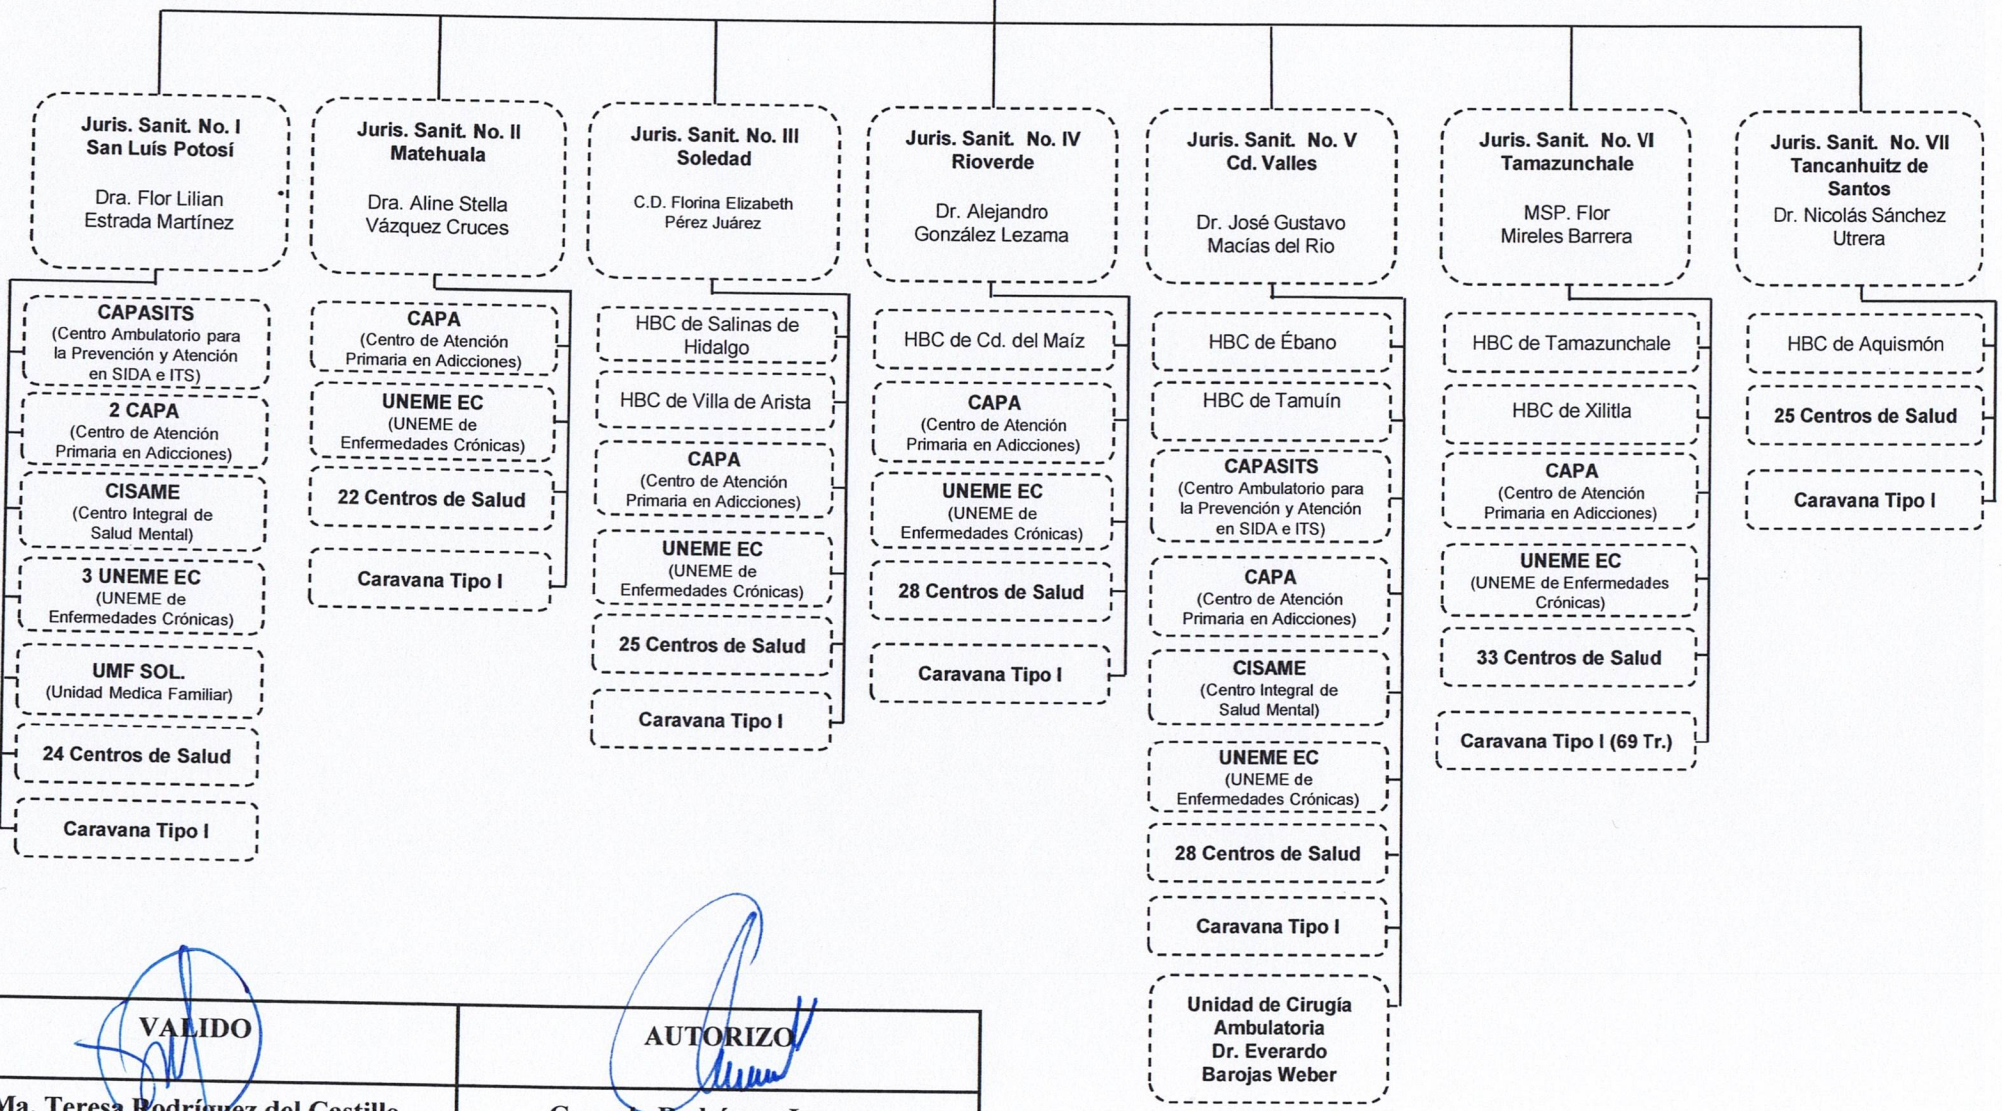 Juris. Sanit. No. I
San Luís Potosí
Dra. Flor Lilian
Estrada Martínez
CAPASITS
(Centro Ambulatorio para
la Prevención y Atención
en SIDA e ITS)
2 CAPA
(Centro de Atención
Primaria en Adicciones)
CISAME
(Centro Integral de
Salud Mental)
3 UNEME EC
(UNEME de
Enfermedades Crónicas)
UMF SOL.
(Unidad Medica Familiar)
24 Centros de Salud
Caravana Tipo I
Juris. Sanit. No. II
Matehuala
Dra. Aline Stella
Vázquez Cruces
CAPA
(Centro de Atención
Primaria en Adicciones)
UNEME EC
(UNEME de
Enfermedades Crónicas)
22 Centros de Salud
Caravana Tipo I
Juris. Sanit. No. III
Soledad
C.D. Florina Elizabeth
Pérez Juárez
HBC de Salinas de
Hidalgo
HBC de Villa de Arista
CAPA
(Centro de Atención
Primaria en Adicciones)
UNEME EC
(UNEME de
Enfermedades Crónicas)
25 Centros de Salud
Caravana Tipo I
Juris. Sanit. No. IV
Rioverde
Dr. Alejandro
González Lezama
HBC de Cd. del Maíz
CAPA
(Centro de Atención
Primaria en Adicciones)
UNEME EC
(UNEME de
Enfermedades Crónicas)
28 Centros de Salud
Caravana Tipo I
Juris. Sanit. No. V
Cd. Valles
Dr. José Gustavo
Macías del Rio
HBC de Ébano
HBC de Tamuín
CAPASITS
(Centro Ambulatorio para
la Prevención y Atención
en SIDA e ITS)
CAPA
(Centro de Atención
Primaria en Adicciones)
CISAME
(Centro Integral de
Salud Mental)
UNEME EC
(UNEME de
Enfermedades Crónicas)
28 Centros de Salud
Caravana Tipo I
Unidad de Cirugía
Ambulatoria
Dr. Everardo
Barojas Weber
Juris. Sanit. No. VI
Tamazunchale
MSP. Flor
Mireles Barrera
HBC de Tamazunchale
HBC de Xilitla
CAPA
(Centro de Atención
Primaria en Adicciones)
UNEME EC
(UNEME de Enfermedades
Crónicas)
33 Centros de Salud
Caravana Tipo I (69 Tr.)
Juris. Sanit. No. VII
Tancanhuitz de
Santos
Dr. Nicolás Sánchez
Utrera
HBC de Aquismón
25 Centros de Salud
Caravana Tipo I
VALIDO
AUTORIZO
Ma. Teresa Rodríguez del Castillo